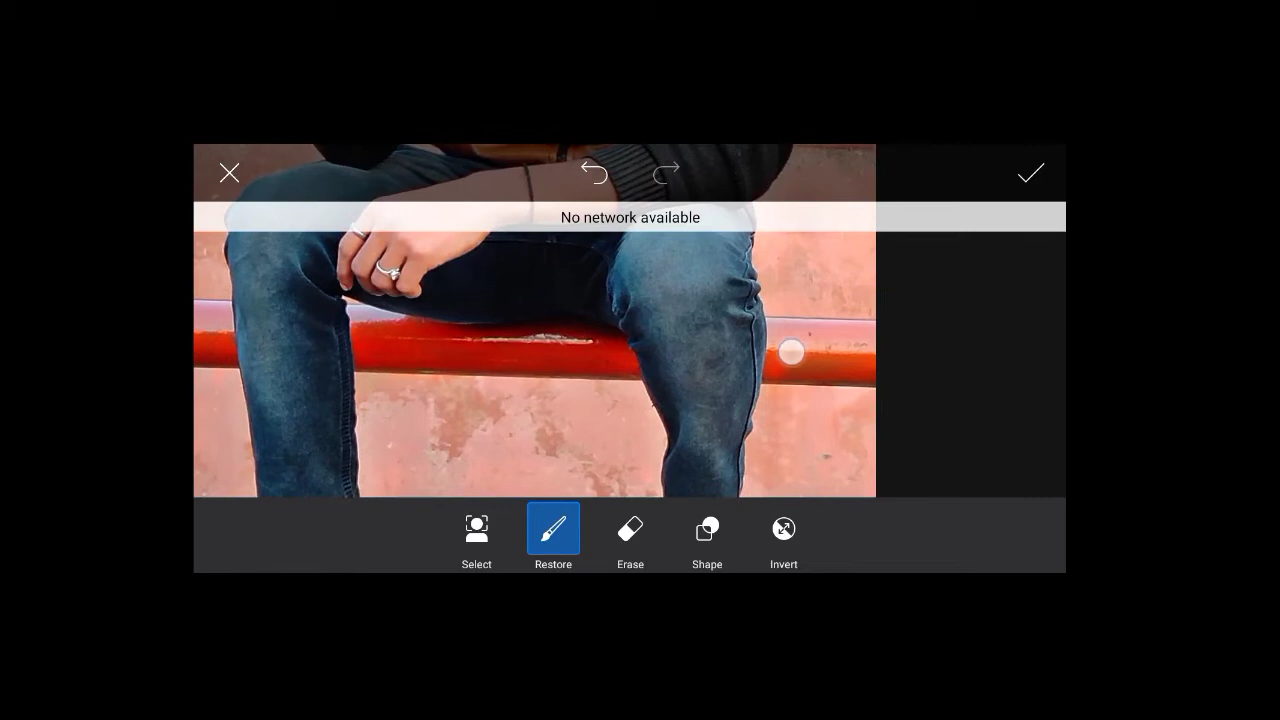 No network available
Select
Restore
Erase
Shape
Invert